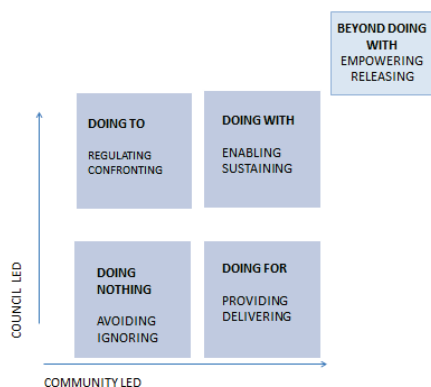 BEYOND DOING
WITH
EMPOWERING
RELEASING
DOING TO
REGULATING
CONFRONTING
DOING WITH
ENABLING
SUSTAINING
DOING
NOTHING
AVOIDING
IGNORING
DOING FOR
PROVIDING
DELIVERING
COUNCIL LED
COMMUNITY LED